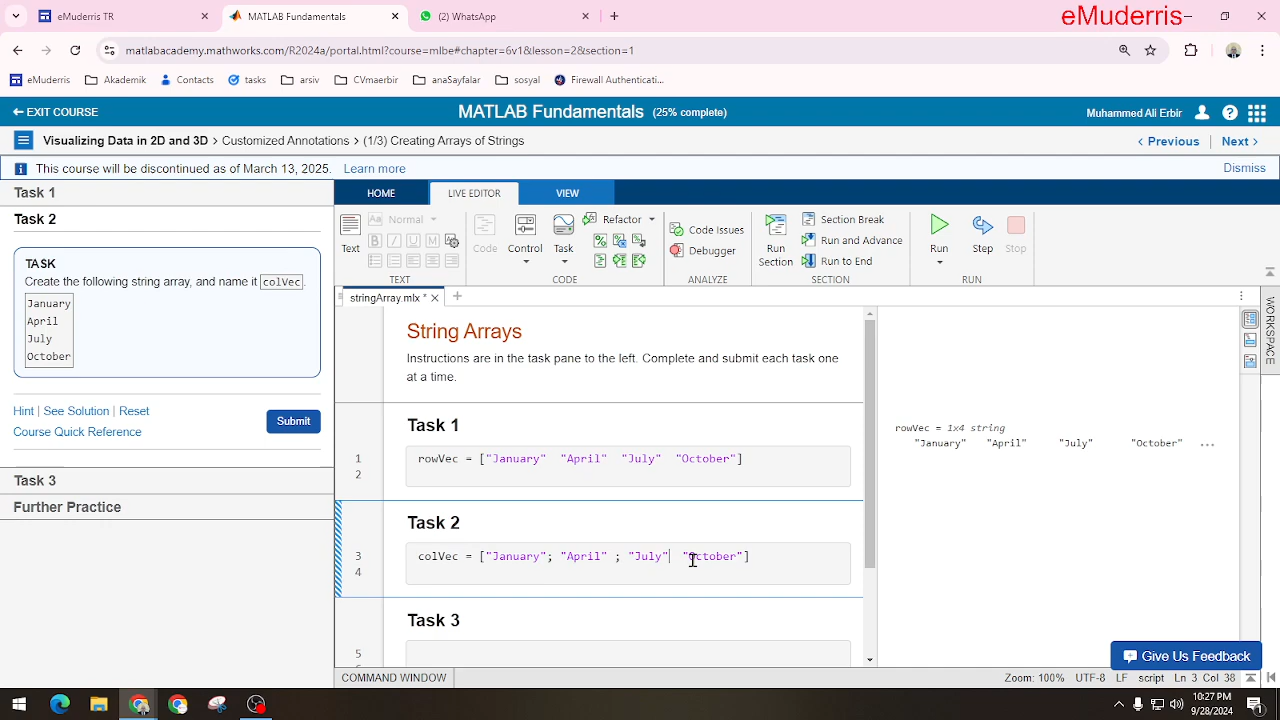 eMuderris TR
MATLAB Fundamentals
(2) WhatsApp
eMuderris
matlabacademy.mathworks.com/R2024a/portal.html?course=mlbe#chapter=6v1&lesson=2&section=1
eMuderris
Akademik
Contacts
tasks
arsiv
CVmaerbir
anaSayfalar
sosyal
Firewall Authenticati...
EXIT COURSE
MATLAB Fundamentals (25% complete)
Muhammed Ali Erbir
Visualizing Data in 2D and 3D > Customized Annotations > (1/3) Creating Arrays of Strings
< Previous | Next >
This course will be discontinued as of March 13, 2025. Learn more
Dismiss
Task 1
Task 2
TASK
Create the following string array, and name it colVec.
January
April
July
October
Hint | See Solution | Reset
Course Quick Reference
Submit
Task 3
Further Practice
HOME
LIVE EDITOR
VIEW
Text
Aa Normal
B I U M
TEXT
Code
Control
Task
Refactor
CODE
Code Issues
Debugger
ANALYZE
Run
Section
Section Break
Run and Advance
Run to End
SECTION
Run
Step
Stop
RUN
stringArray.mlx *
WORKSPACE
String Arrays
Instructions are in the task pane to the left. Complete and submit each task one
at a time.
Task 1
1 rowVec = ["January" "April" "July" "October"]
2
Task 2
3 colVec = ["January"; "April" ; "July" "October"]
4
Task 3
5
rowVec = 1x4 string
"January" "April" "July" "October" ...
Give Us Feedback
COMMAND WINDOW
Zoom: 100% UTF-8 LF script Ln 3 Col 38
10:27 PM
9/28/2024